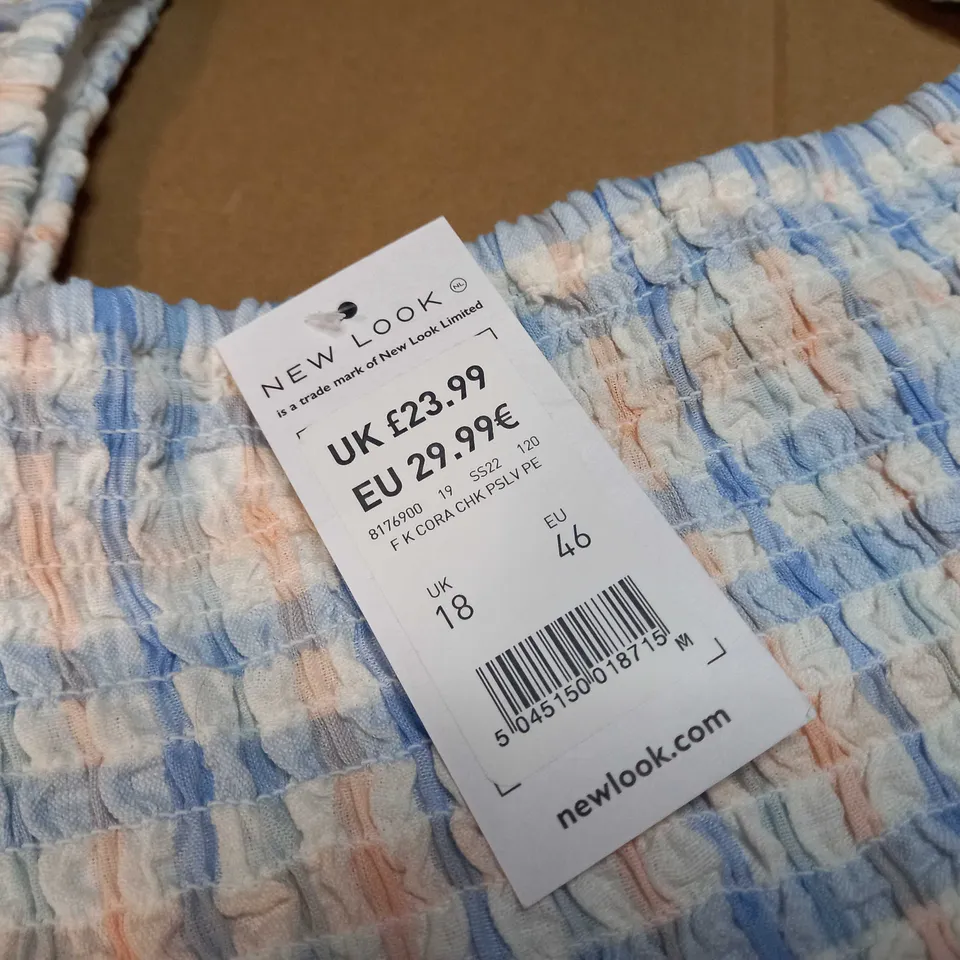 NEW LOOK NL
is a trade mark of New Look Limited
UK £23.99
EU 29.99€
8176900 19 SS22 120
F K CORA CHK PSLV PE
UK EU
18 46
5 045150 018715
newlook.com